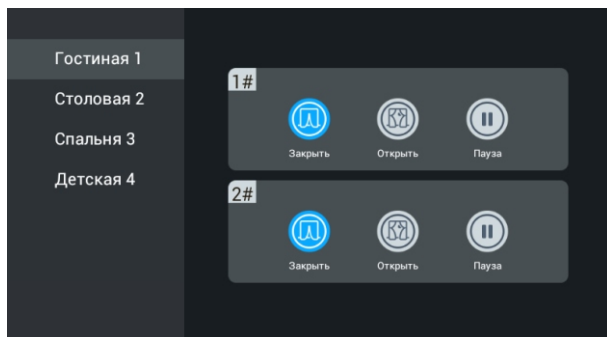 Гостиная 1
Столовая 2
Спальня 3
Детская 4
1#
Закрыть Открыть Пауза
2#
Закрыть Открыть Пауза